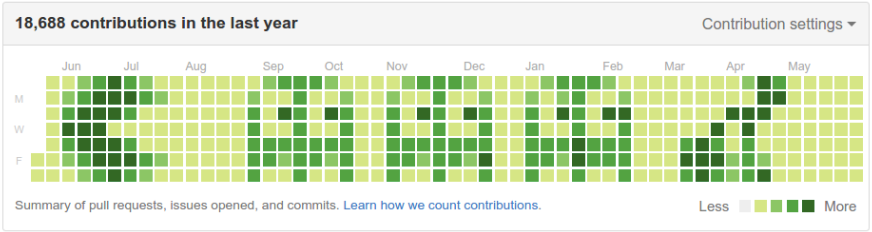 18,688 contributions in the last year
Contribution settings
Jun Jul Aug Sep Oct Nov Dec Jan Feb Mar Apr May
M
W
F
Summary of pull requests, issues opened, and commits. Learn how we count contributions.
Less More